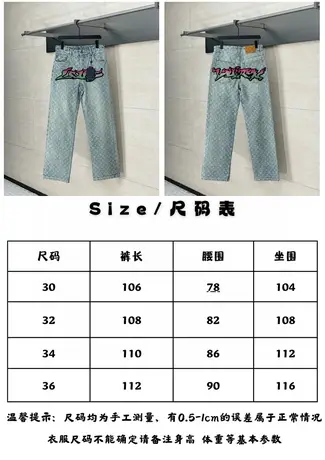 Size/尺码表
尺码 裤长 腰围 坐围
30 106 78 104
32 108 82 108
34 110 86 112
36 112 90 116
温馨提示：尺码均为手工测量、有0.5-1cm的误差属于正常情况
衣服尺码不能确定请备注身高 体重等基本参数